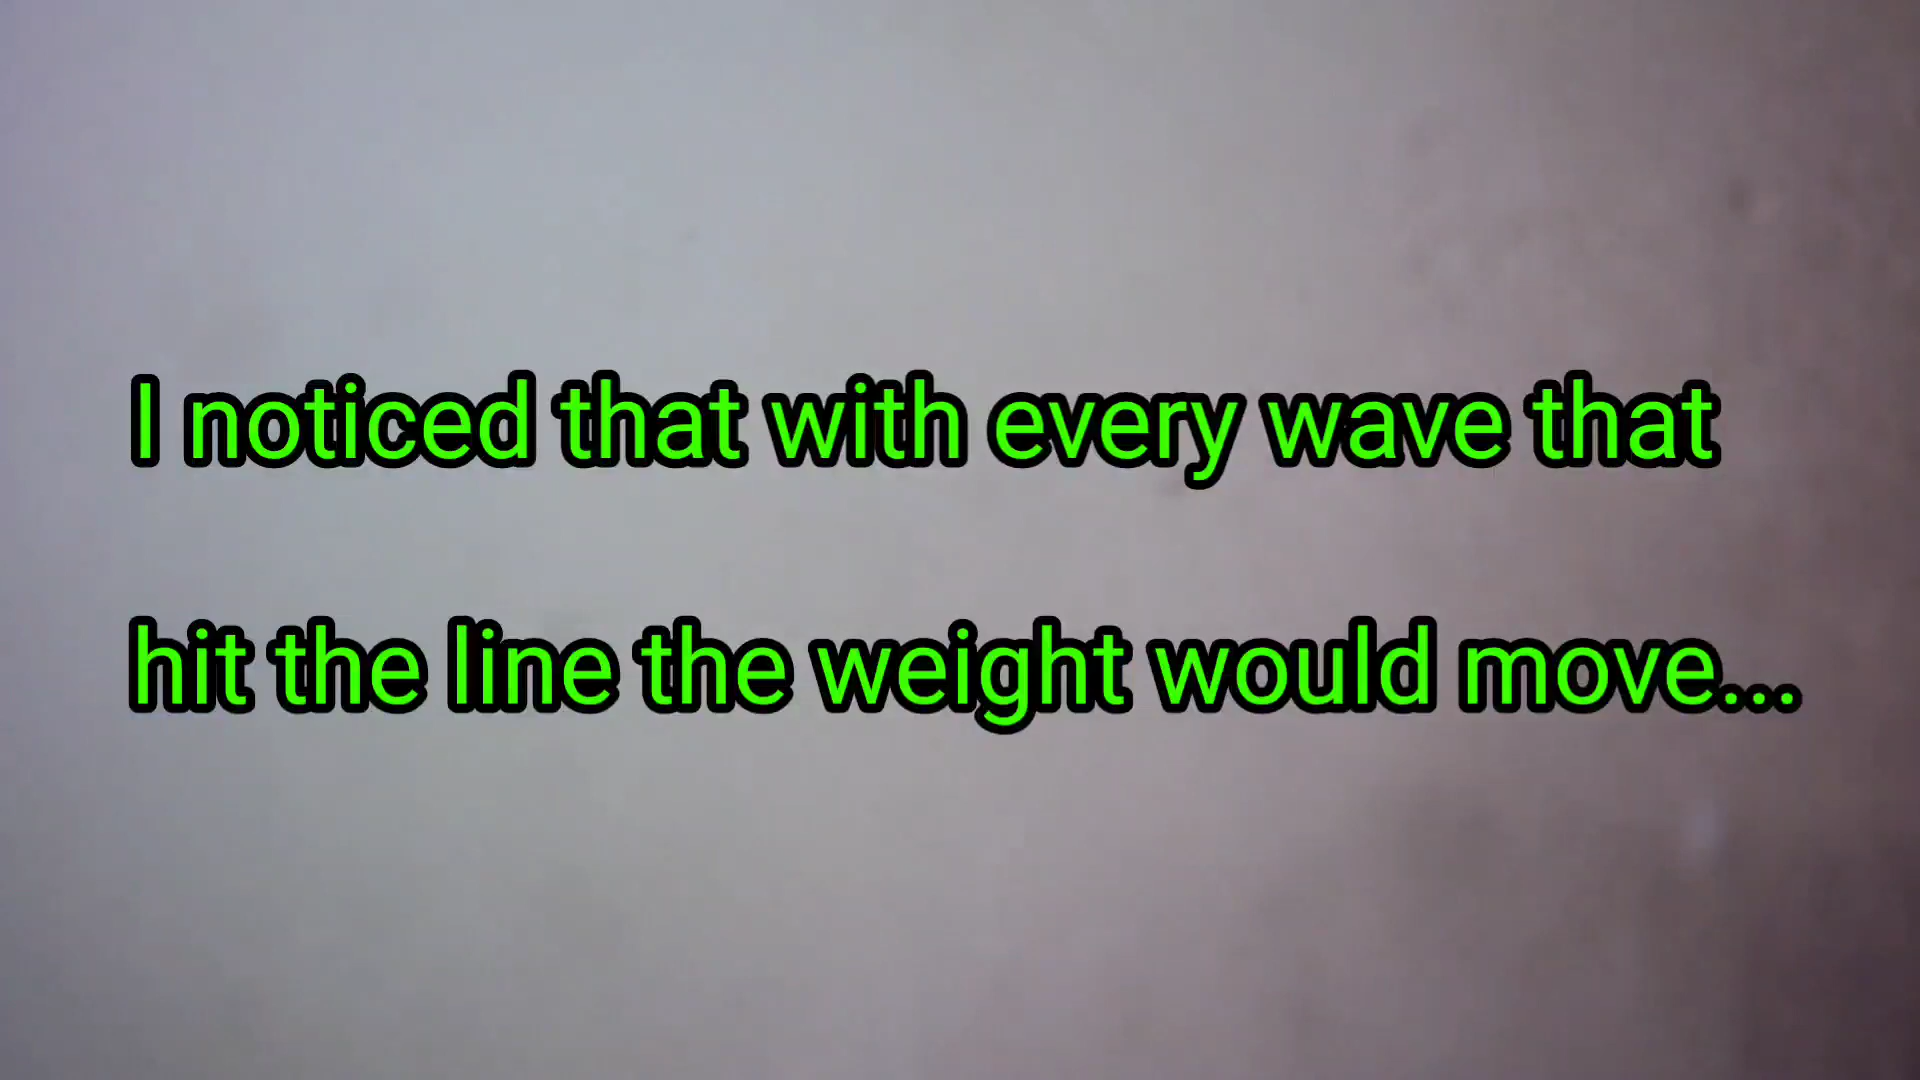 I noticed that with every wave that
hit the line the weight would move...